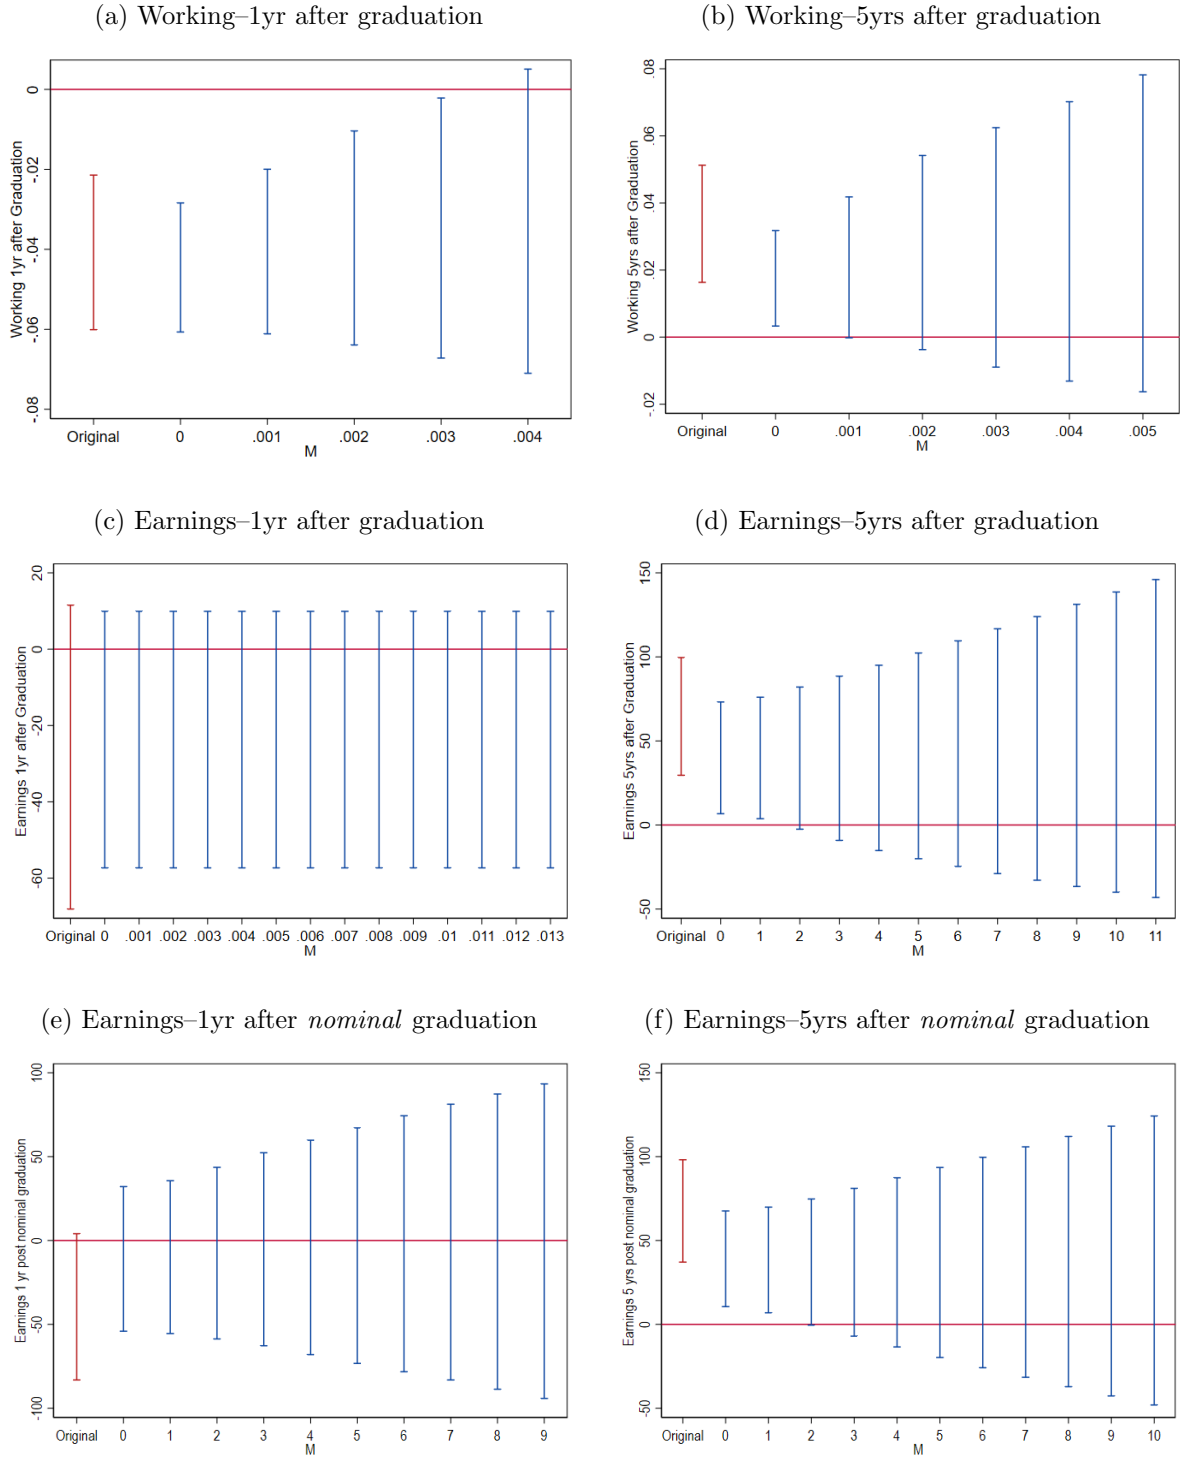 (a) Working–1yr after graduation
Working 1yr after Graduation
0
-.02
-.04
-.06
-.08
Original 0 .001 .002 .003 .004
M
(b) Working–5yrs after graduation
Working 5yrs after Graduation
.08
.06
.04
.02
0
-.02
Original 0 .001 .002 .003 .004 .005
M
(c) Earnings–1yr after graduation
Earnings 1yr after Graduation
20
0
-20
-40
-60
Original 0 .001 .002 .003 .004 .005 .006 .007 .008 .009 .01 .011 .012 .013
M
(d) Earnings–5yrs after graduation
Earnings 5yrs after Graduation
150
100
50
0
-50
Original 0 1 2 3 4 5 6 7 8 9 10 11
M
(e) Earnings–1yr after nominal graduation
Earnings 1 yr post nominal graduation
100
50
0
-50
-100
Original 0 1 2 3 4 5 6 7 8 9
M
(f) Earnings–5yrs after nominal graduation
Earnings 5 yrs post nominal graduation
150
100
50
0
-50
Original 0 1 2 3 4 5 6 7 8 9 10
M